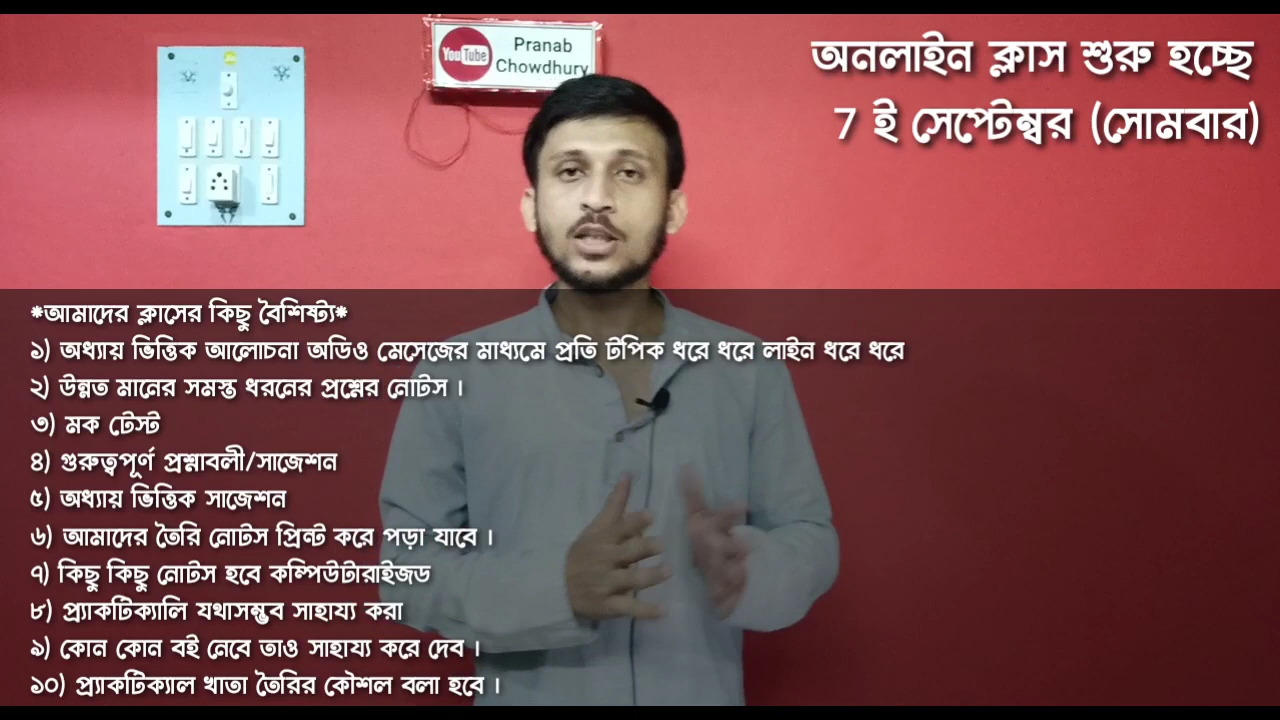 YouTube
Pranab
Chowdhury
অনলাইন ক্লাস শুরু হচ্ছে
7 ই সেপ্টেম্বর (সোমবার)
*আমাদের ক্লাসের কিছু বৈশিষ্ট্য*
১) অধ্যায় ভিত্তিক আলোচনা অডিও মেসেজের মাধ্যমে প্রতি টপিক ধরে ধরে লাইন ধরে ধরে
২) উন্নত মানের সমস্ত ধরনের প্রশ্নের নোটস।
৩) মক টেস্ট
৪) গুরুত্বপূর্ণ প্রশ্নাবলী/সাজেশন
৫) অধ্যায় ভিত্তিক সাজেশন
৬) আমাদের তৈরি নোটস প্রিন্ট করে পড়া যাবে।
৭) কিছু কিছু নোটস হবে কম্পিউটারাইজড
৮) প্র্যাকটিক্যালি যথাসম্ভব সাহায্য করা
৯) কোন কোন বই নেবে তাও সাহায্য করে দেব।
১০) প্র্যাকটিক্যাল খাতা তৈরির কৌশল বলা হবে।